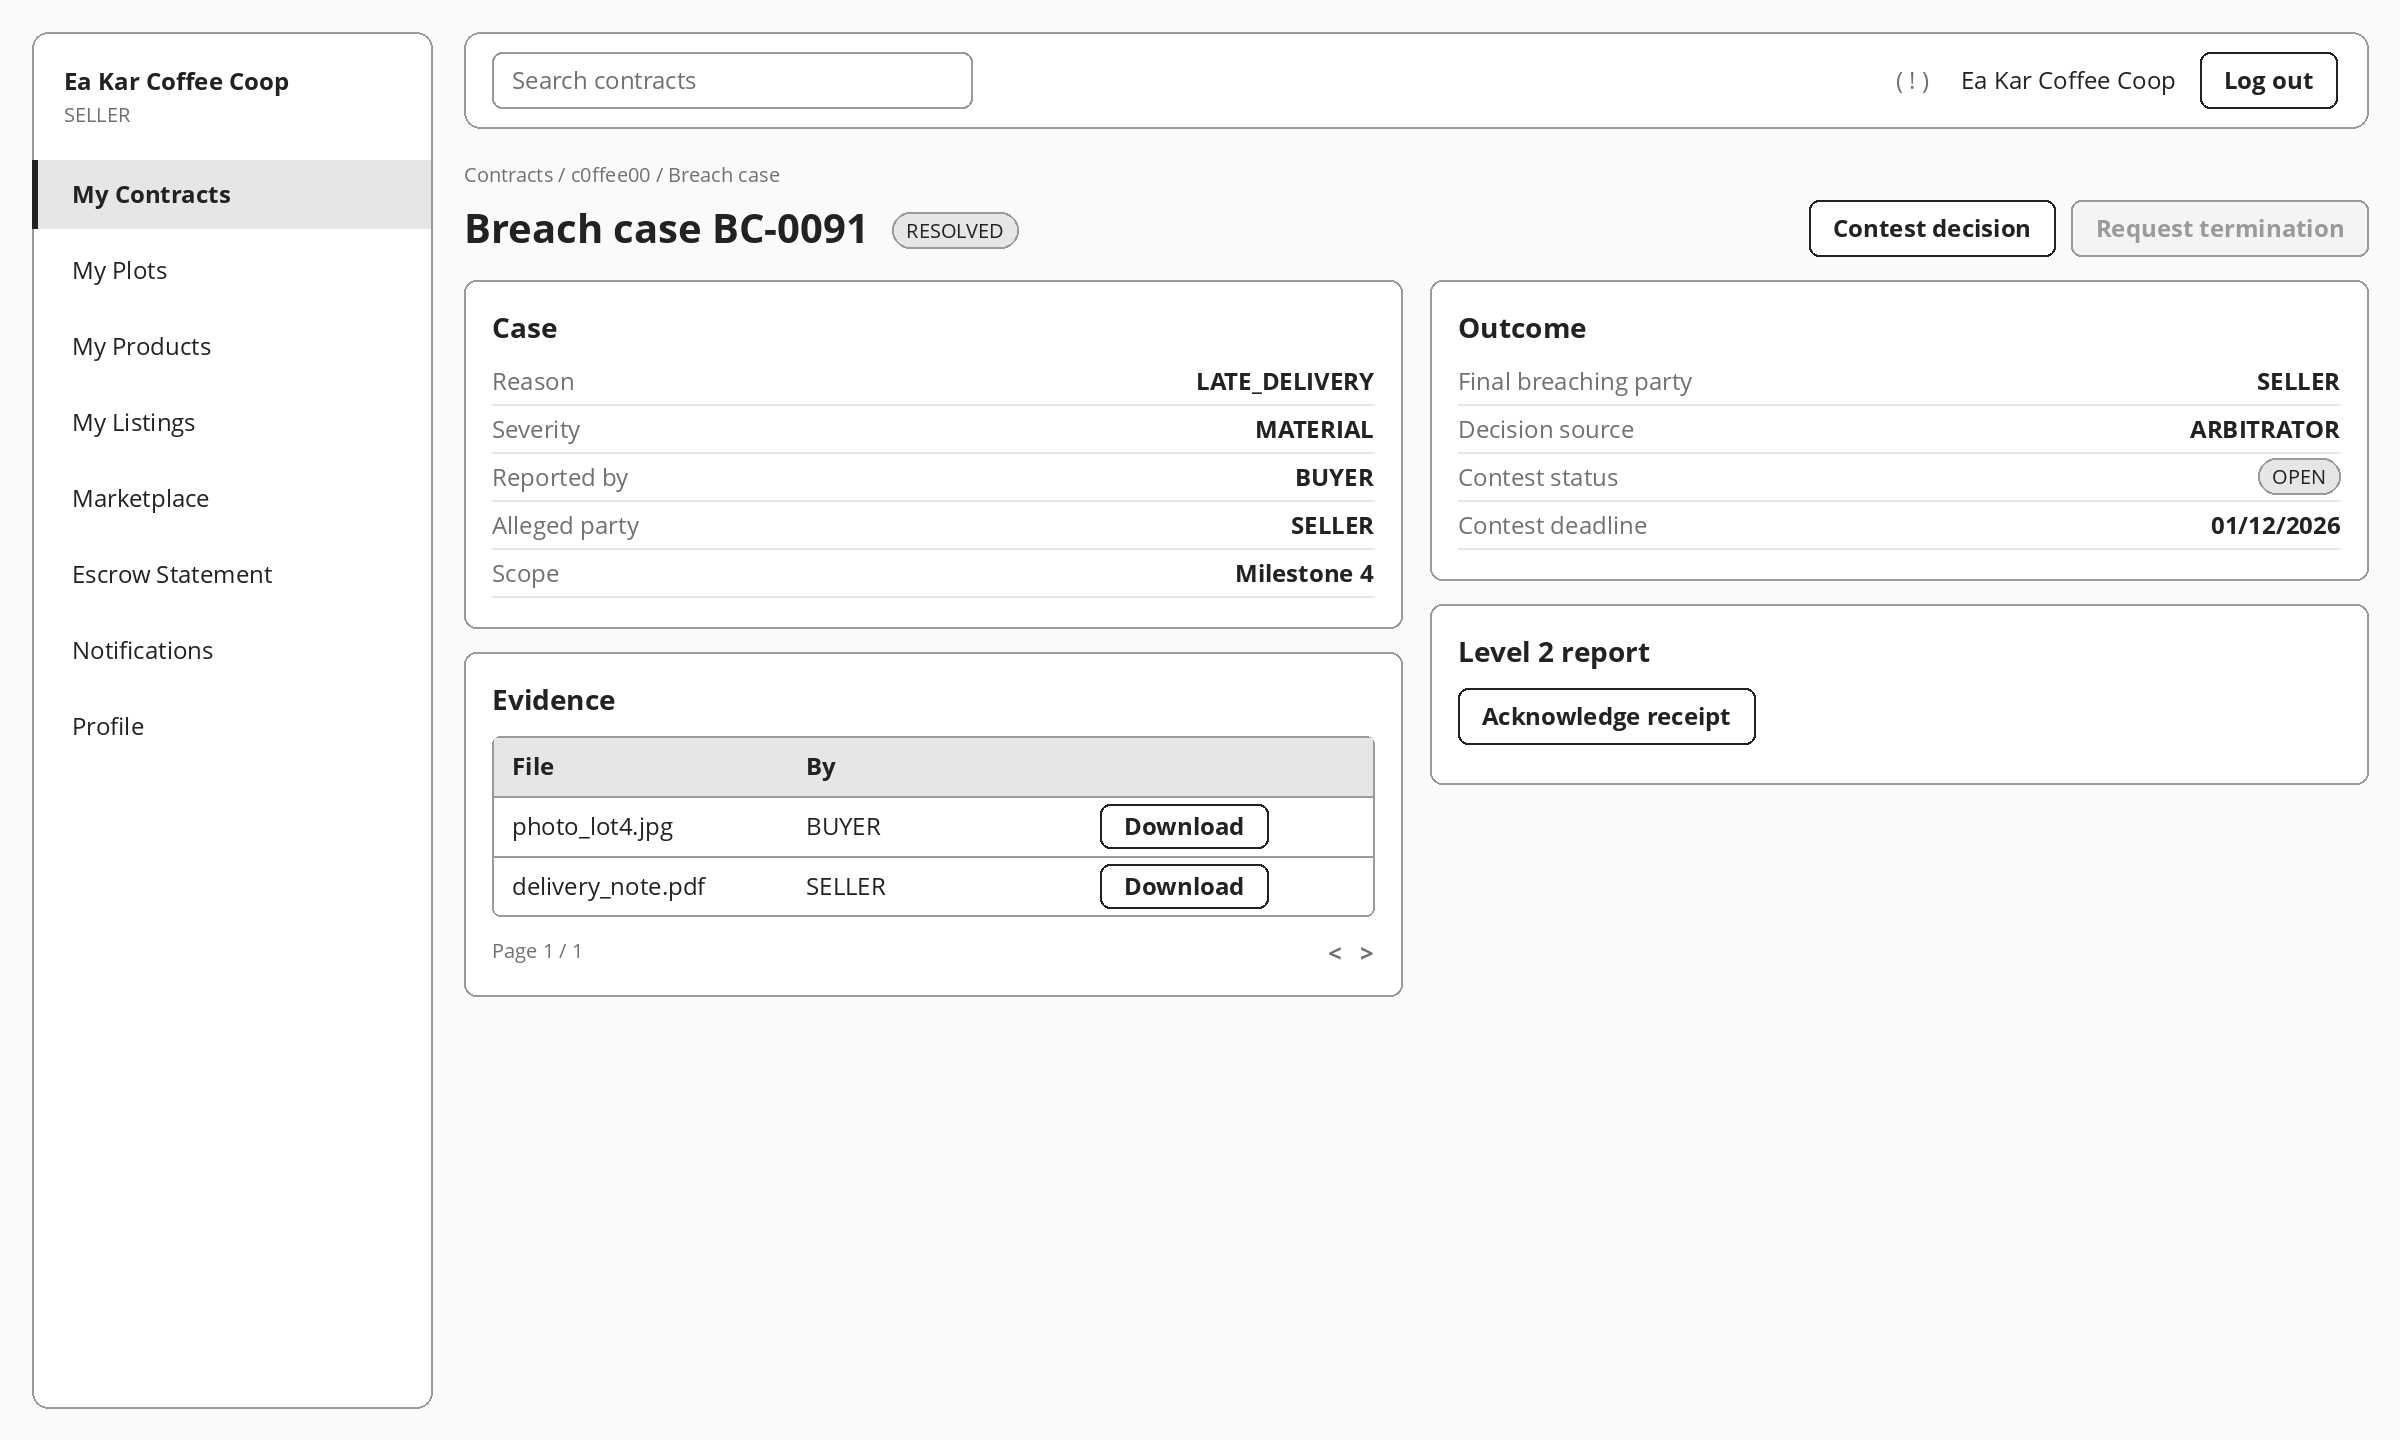 Ea Kar Coffee Coop
SELLER
My Contracts
My Plots
My Products
My Listings
Marketplace
Escrow Statement
Notifications
Profile
Search contracts
(!) Ea Kar Coffee Coop Log out
Contracts / c0ffee00 / Breach case
Breach case BC-0091 RESOLVED
Contest decision Request termination
Case
Reason LATE_DELIVERY
Severity MATERIAL
Reported by BUYER
Alleged party SELLER
Scope Milestone 4
Evidence
File By
photo_lot4.jpg BUYER Download
delivery_note.pdf SELLER Download
Page 1 / 1 < >
Outcome
Final breaching party SELLER
Decision source ARBITRATOR
Contest status OPEN
Contest deadline 01/12/2026
Level 2 report
Acknowledge receipt